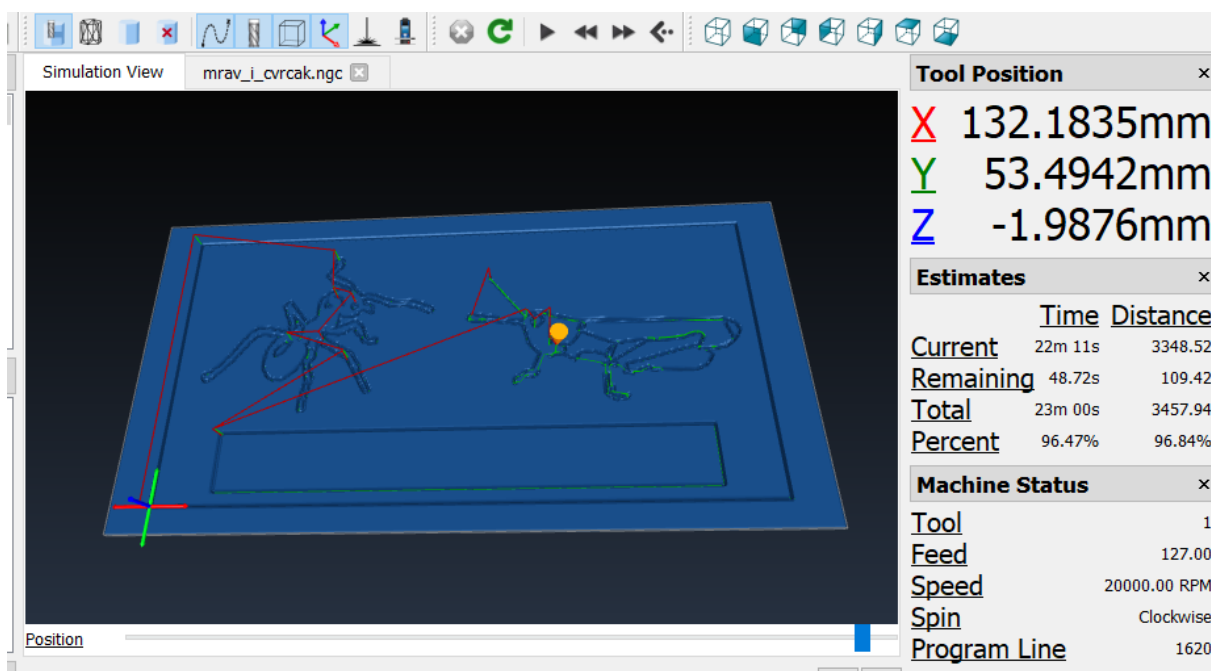 Simulation View mrav_i_cvrcak.ngc
Tool Position
X 132.1835mm
Y 53.4942mm
Z -1.9876mm
Estimates
Time Distance
Current 22m 11s 3348.52
Remaining 48.72s 109.42
Total 23m 00s 3457.94
Percent 96.47% 96.84%
Machine Status
Tool 1
Feed 127.00
Speed 20000.00 RPM
Spin Clockwise
Program Line 1620
Position